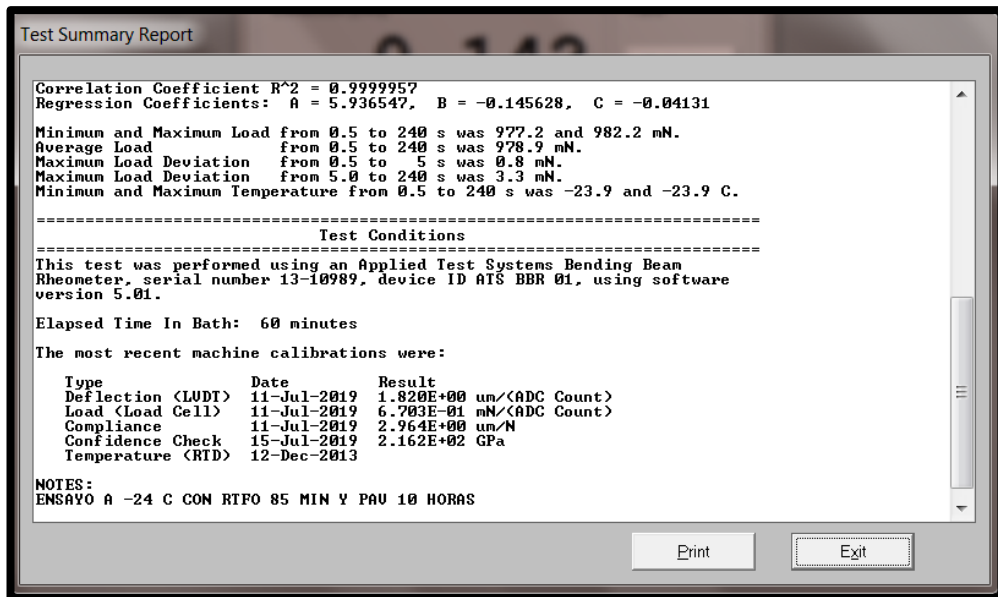 Test Summary Report
0.142
Correlation Coefficient R^2 = 0.9999957
Regression Coefficients:  A = 5.936547,  B = -0.145628,  C = -0.04131
Minimum and Maximum Load from 0.5 to 240 s was 977.2 and 982.2 mN.
Average Load             from 0.5 to 240 s was 978.9 mN.
Maximum Load Deviation   from 0.5 to   5 s was 0.8 mN.
Maximum Load Deviation   from 5.0 to 240 s was 3.3 mN.
Minimum and Maximum Temperature from 0.5 to 240 s was -23.9 and -23.9 C.
===========================================================================
Test Conditions
===========================================================================
This test was performed using an Applied Test Systems Bending Beam
Rheometer, serial number 13-10989, device ID ATS BBR 01, using software
version 5.01.
Elapsed Time In Bath:  60 minutes
The most recent machine calibrations were:
Type               Date         Result
Deflection (LVDT)  11-Jul-2019  1.820E+00 um/(ADC Count)
Load (Load Cell)   11-Jul-2019  6.703E-01 mN/(ADC Count)
Compliance         11-Jul-2019  2.964E+00 um/N
Confidence Check   15-Jul-2019  2.162E+02 GPa
Temperature (RTD)  12-Dec-2013
NOTES:
ENSAYO A -24 C CON RTFO 85 MIN Y PAV 10 HORAS
Print
Exit